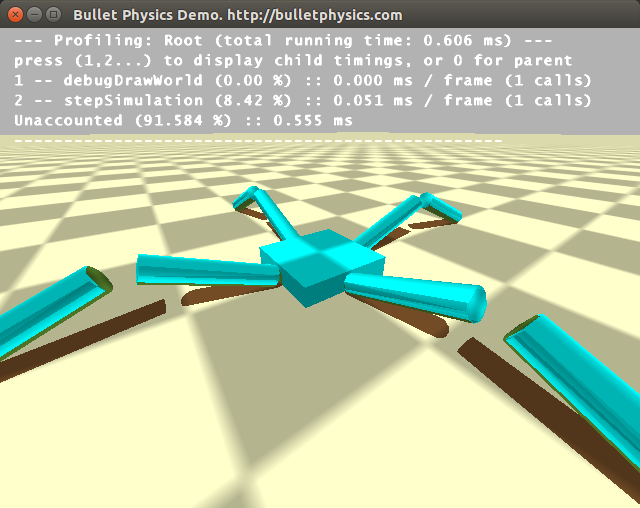 Bullet Physics Demo. http://bulletphysics.com
--- Profiling: Root (total running time: 0.606 ms) ---
press (1,2...) to display child timings, or 0 for parent
1 -- debugDrawWorld (0.00 %) :: 0.000 ms / frame (1 calls)
2 -- stepSimulation (8.42 %) :: 0.051 ms / frame (1 calls)
Unaccounted (91.584 %) :: 0.555 ms
-------------------------------------------------